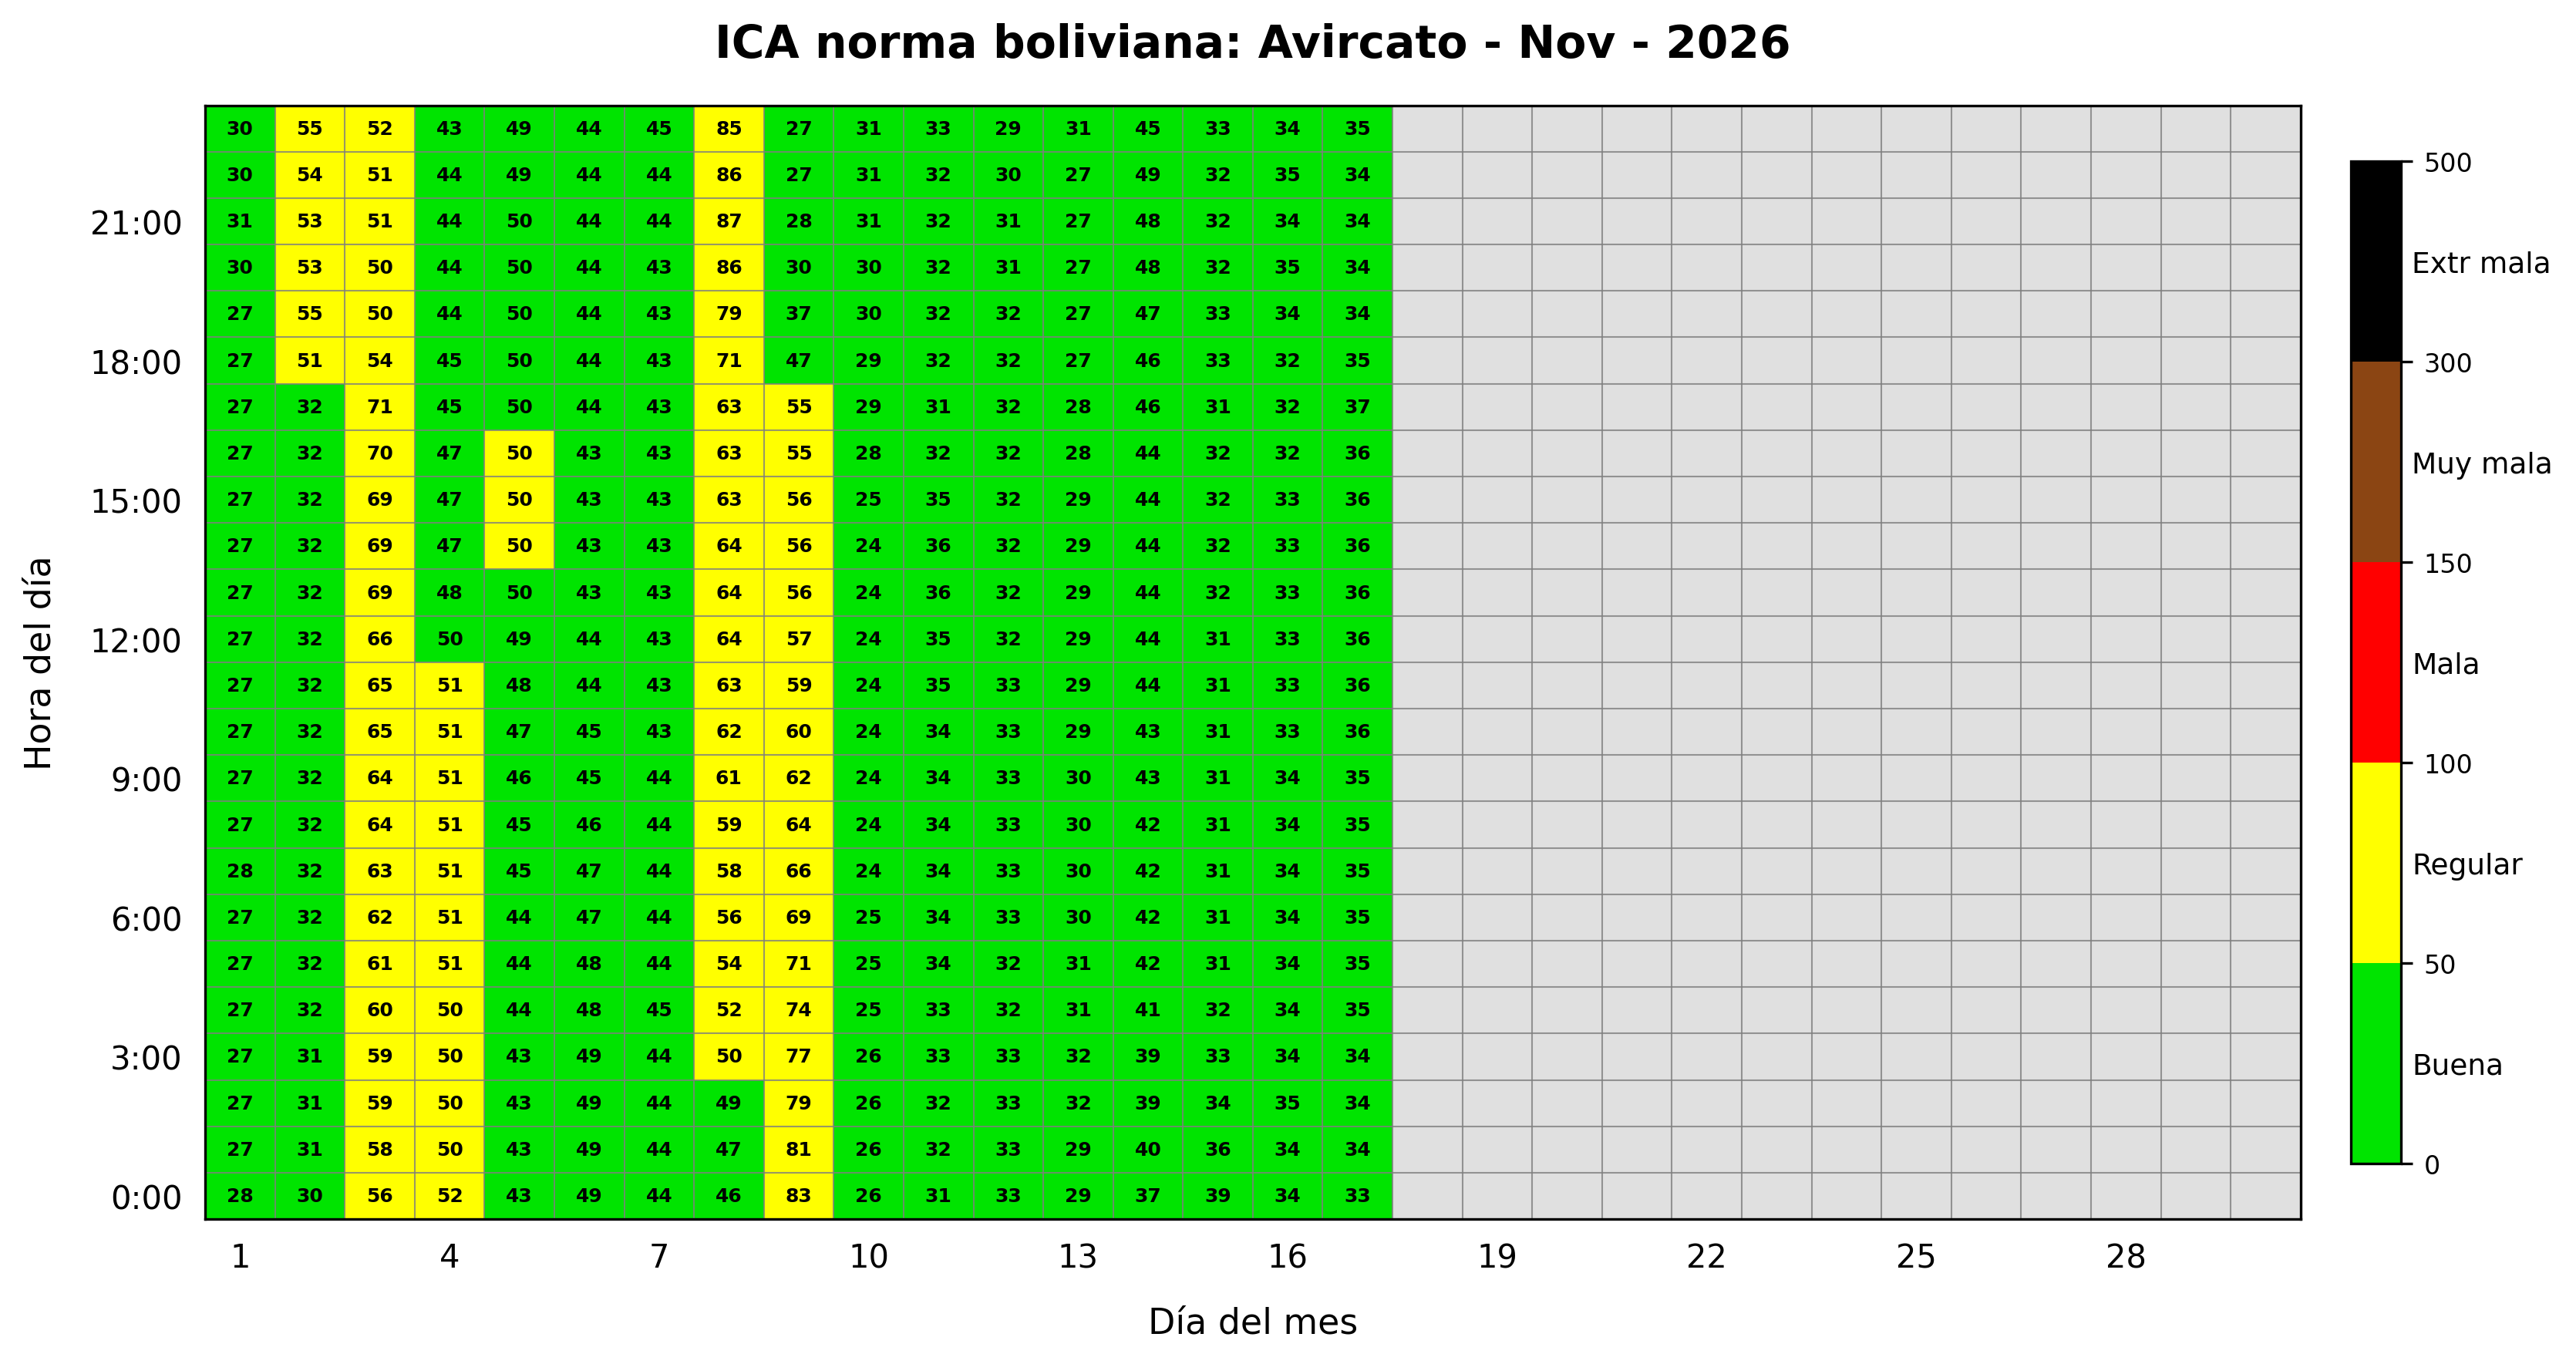 ICA norma boliviana: Avircato - Nov - 2026
30 55 52 43 49 44 45 85 27 31 33 29 31 45 33 34 35
30 54 51 44 49 44 44 86 27 31 32 30 27 49 32 35 34
21:00 31 53 51 44 50 44 44 87 28 31 32 31 27 48 32 34 34
30 53 50 44 50 44 43 86 30 30 32 31 27 48 32 35 34
27 55 50 44 50 44 43 79 37 30 32 32 27 47 33 34 34
18:00 27 51 54 45 50 44 43 71 47 29 32 32 27 46 33 32 35
27 32 71 45 50 44 43 63 55 29 31 32 28 46 31 32 37
27 32 70 47 50 43 43 63 55 28 32 32 28 44 32 32 36
15:00 27 32 69 47 50 43 43 63 56 25 35 32 29 44 32 33 36
27 32 69 47 50 43 43 64 56 24 36 32 29 44 32 33 36
27 32 69 48 50 43 43 64 56 24 36 32 29 44 32 33 36
12:00 27 32 66 50 49 44 43 64 57 24 35 32 29 44 31 33 36
27 32 65 51 48 44 43 63 59 24 35 33 29 44 31 33 36
27 32 65 51 47 45 43 62 60 24 34 33 29 43 31 33 36
9:00 27 32 64 51 46 45 44 61 62 24 34 33 30 43 31 34 35
27 32 64 51 45 46 44 59 64 24 34 33 30 42 31 34 35
28 32 63 51 45 47 44 58 66 24 34 33 30 42 31 34 35
6:00 27 32 62 51 44 47 44 56 69 25 34 33 30 42 31 34 35
27 32 61 51 44 48 44 54 71 25 34 32 31 42 31 34 35
27 32 60 50 44 48 45 52 74 25 33 32 31 41 32 34 35
3:00 27 31 59 50 43 49 44 50 77 26 33 33 32 39 33 34 34
27 31 59 50 43 49 44 49 79 26 32 33 32 39 34 35 34
27 31 58 50 43 49 44 47 81 26 32 33 29 40 36 34 34
0:00 28 30 56 52 43 49 44 46 83 26 31 33 29 37 39 34 33
1 4 7 10 13 16 19 22 25 28
Día del mes
Hora del día
500
Extr mala
300
Muy mala
150
Mala
100
Regular
50
Buena
0